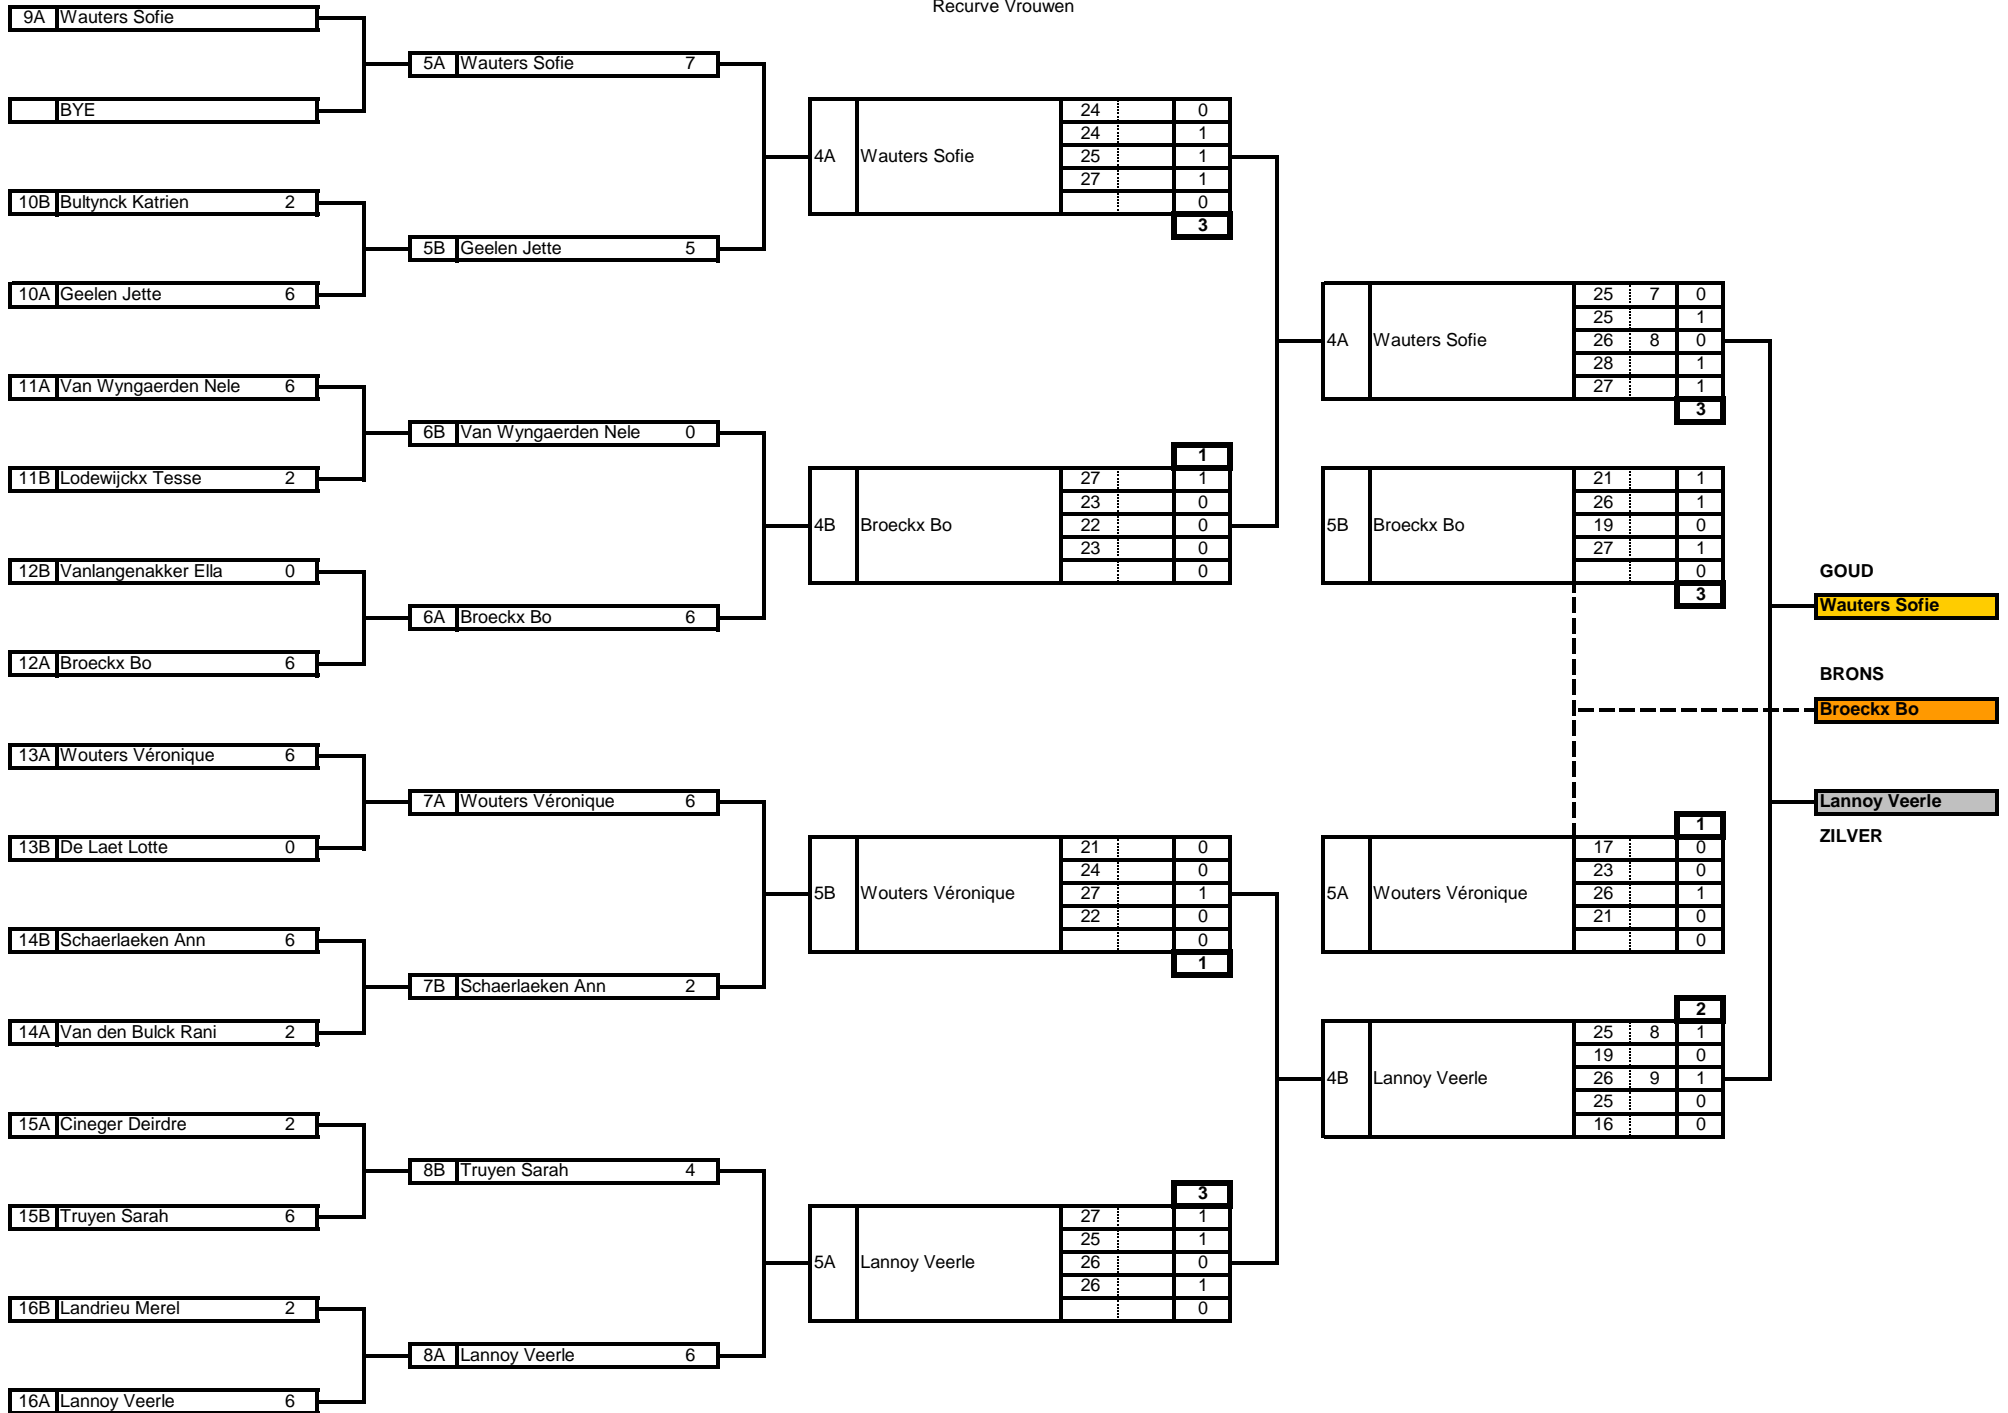 Recurve Vrouwen
9A Wauters Sofie
BYE
10B Bultynck Katrien 2
10A Geelen Jette 6
11A Van Wyngaerden Nele 6
11B Lodewijckx Tesse 2
12B Vanlangenakker Ella 0
12A Broeckx Bo 6
13A Wouters Véronique 6
13B De Laet Lotte 0
14B Schaerlaeken Ann 6
14A Van den Bulck Rani 2
15A Cineger Deirdre 2
15B Truyen Sarah 6
16B Landrieu Merel 2
16A Lannoy Veerle 6
5A Wauters Sofie 7
5B Geelen Jette 5
6B Van Wyngaerden Nele 0
6A Broeckx Bo 6
7A Wouters Véronique 6
7B Schaerlaeken Ann 2
8B Truyen Sarah 4
8A Lannoy Veerle 6
4A Wauters Sofie
24 0
24 1
25 1
27 1
0
3
1
4B Broeckx Bo
27 1
23 0
22 0
23 0
0
5B Wouters Véronique
21 0
24 0
27 1
22 0
0
1
3
5A Lannoy Veerle
27 1
25 1
26 0
26 1
0
4A Wauters Sofie
25 7 0
25 1
26 8 0
28 1
27 1
3
5B Broeckx Bo
21 1
26 1
19 0
27 1
0
3
1
5A Wouters Véronique
17 0
23 0
26 1
21 0
0
2
4B Lannoy Veerle
25 8 1
19 0
26 9 1
25 0
16 0
GOUD
Wauters Sofie
BRONS
Broeckx Bo
Lannoy Veerle
ZILVER